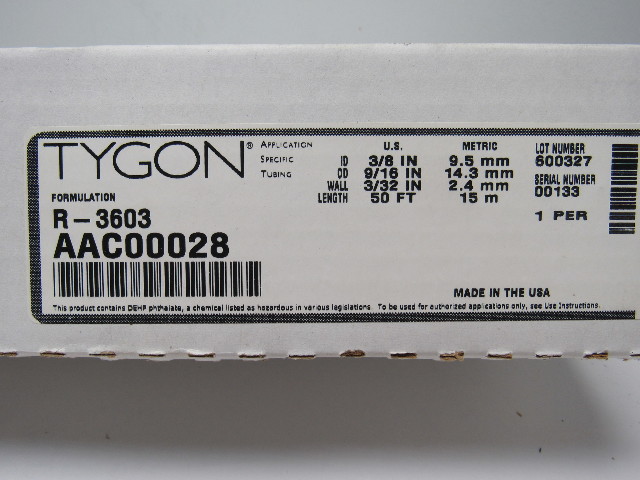 TYGON® APPLICATION SPECIFIC TUBING
U.S. METRIC
ID 3/8 IN 9.5 mm
OD 9/16 IN 14.3 mm
WALL 3/32 IN 2.4 mm
LENGTH 50 FT 15 m
LOT NUMBER
600327
SERIAL NUMBER
00133
1 PER
FORMULATION
R-3603
AAC00028
MADE IN THE USA
This product contains DEHP phthalate, a chemical listed as hazardous in various legislations. To be used for authorized applications only, see Use Instructions.